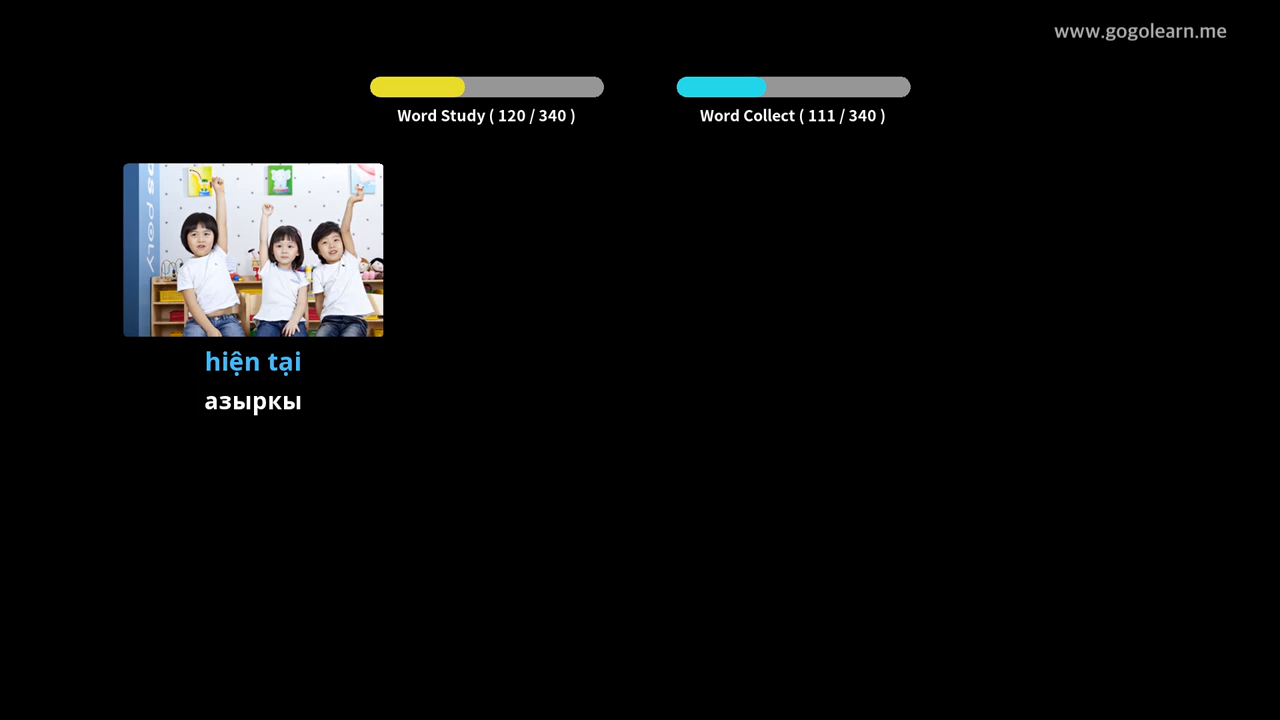 www.gogolearn.me
Word Study ( 120 / 340 )
Word Collect ( 111 / 340 )
hiện tại
азыркы